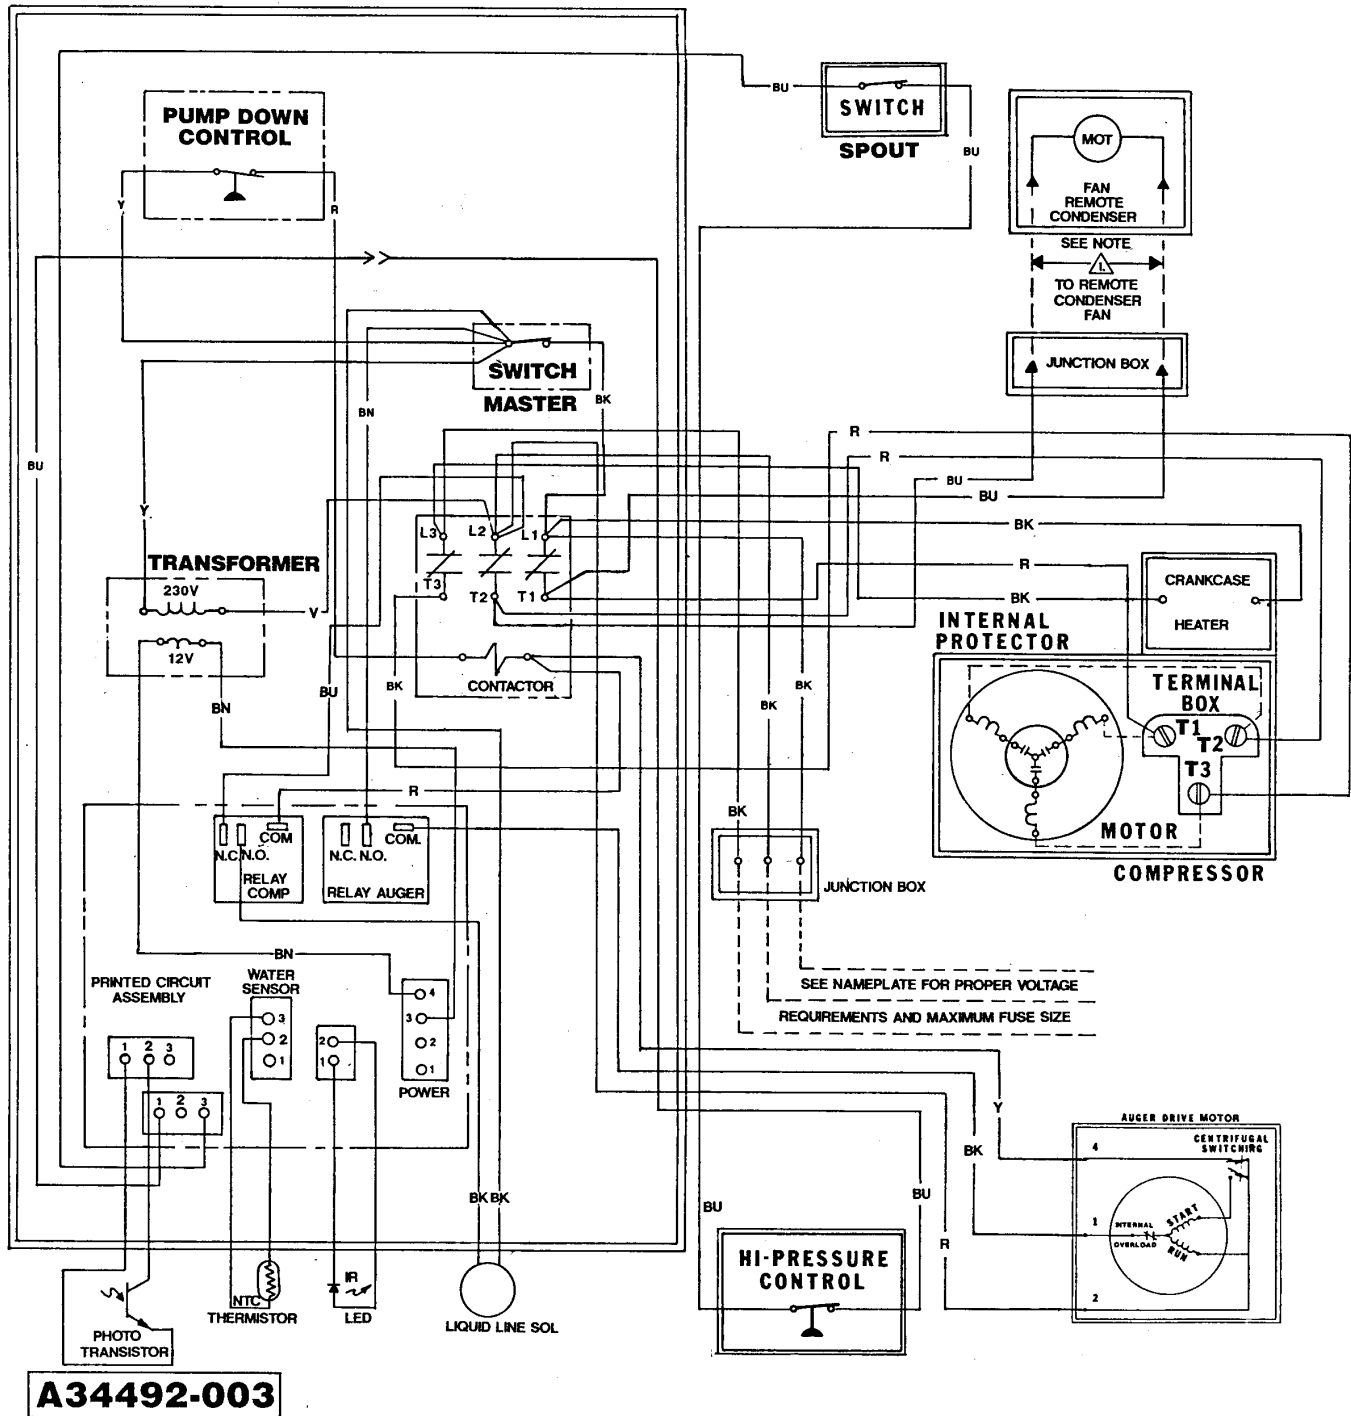 BU
SWITCH
SPOUT
BU
PUMP DOWN
CONTROL
Y
R
MOT
FAN
REMOTE
CONDENSER
SEE NOTE
1.
TO REMOTE
CONDENSER
FAN
JUNCTION BOX
SWITCH
MASTER
BN
BK
BU
Y
R
R
BU
BU
BK
R
BK
L3
L2
L1
T3
T2
T1
CONTACTOR
TRANSFORMER
230V
12V
V
BN
BU
BK
BK
BK
CRANKCASE
HEATER
INTERNAL
PROTECTOR
TERMINAL
BOX
T1
T2
T3
MOTOR
COMPRESSOR
R
BK
JUNCTION BOX
N.C.
N.O.
COM
RELAY
COMP
N.C.
N.O.
COM.
RELAY AUGER
BN
PRINTED CIRCUIT
ASSEMBLY
WATER
SENSOR
3
2
1
2
1
4
3
2
1
POWER
1 2 3
1 2 3
SEE NAMEPLATE FOR PROPER VOLTAGE
REQUIREMENTS AND MAXIMUM FUSE SIZE
Y
BK
BU
BU
R
BK
BK
AUGER DRIVE MOTOR
CENTRIFUGAL
SWITCHING
4
1
2
INTERNAL
OVERLOAD
START
RUN
HI-PRESSURE
CONTROL
PHOTO
TRANSISTOR
NTC
THERMISTOR
IR
LED
LIQUID LINE SOL
A34492-003